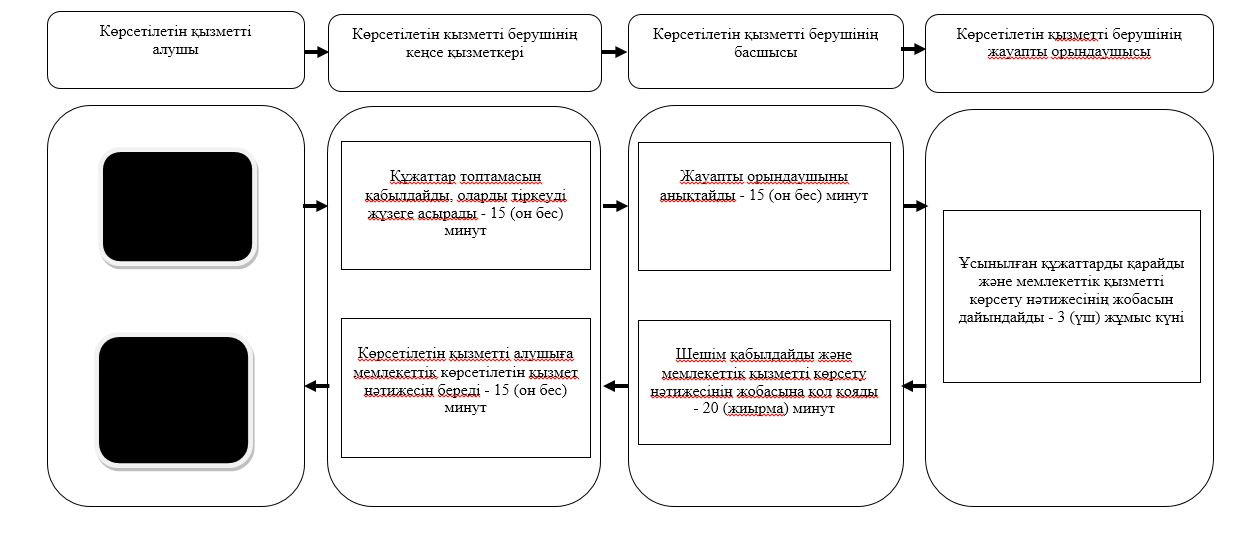 Көрсетілетін қызметті
алушы
Көрсетілетін қызметті берушінің
кеңсе қызметкері
Көрсетілетін қызметті берушінің
басшысы
Көрсетілетін қызметті берушінің
жауапты орындаушысы
Құжаттар топтамасын
қабылдайды, оларды тіркеуді
жүзеге асырады - 15 (он бес)
минут
Жауапты орындаушыны
анықтайды - 15 (он бес) минут
Ұсынылған құжаттарды қарайды
және мемлекеттік қызметті
көрсету нәтижесінің жобасын
дайындайды - 3 (үш) жұмыс күні
Көрсетілетін қызметті алушыға
мемлекеттік көрсетілетін қызмет
нәтижесін береді - 15 (он бес)
минут
Шешім қабылдайды және
мемлекеттік қызметті көрсету
нәтижесінің жобасына қол қояды
- 20 (жиырма) минут